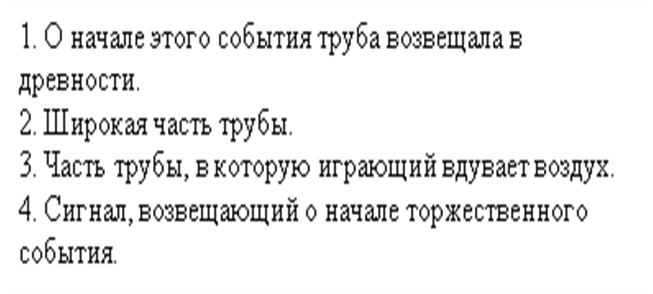 1. О начале этого события труба возвещала в
древности.
2. Широкая часть трубы.
3. Часть трубы, в которую играющий вдувает воздух.
4. Сигнал, возвещающий о начале торжественного
события.